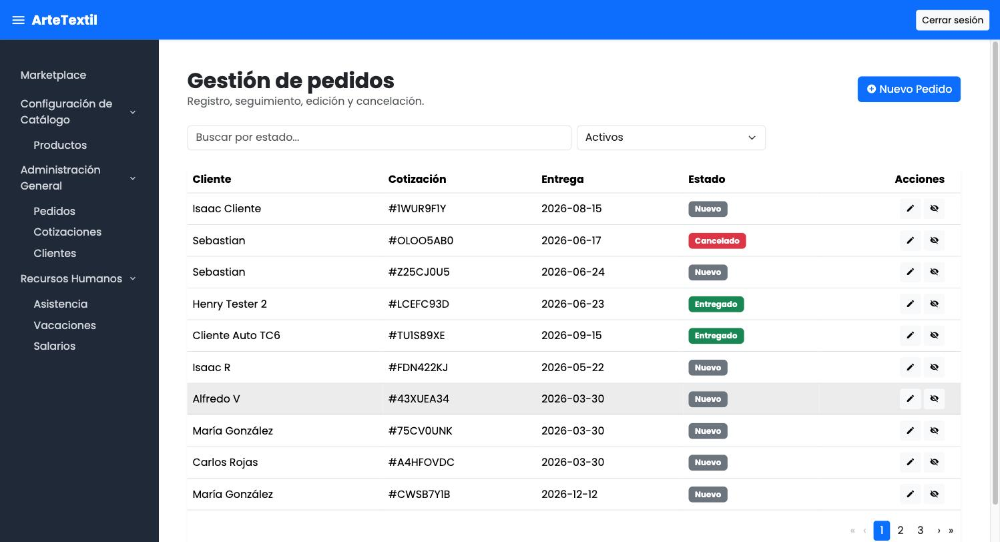 ArteTextil
Cerrar sesión
Marketplace
Configuración de
Catálogo
Productos
Administración
General
Pedidos
Cotizaciones
Clientes
Recursos Humanos
Asistencia
Vacaciones
Salarios
Gestión de pedidos
Registro, seguimiento, edición y cancelación.
Nuevo Pedido
Buscar por estado...
Activos
Cliente Cotización Entrega Estado Acciones
Isaac Cliente #1WUR9F1Y 2026-08-15 Nuevo
Sebastian #OLOO5AB0 2026-06-17 Cancelado
Sebastian #Z25CJ0U5 2026-06-24 Nuevo
Henry Tester 2 #LCEFC93D 2026-06-23 Entregado
Cliente Auto TC6 #TU1S89XE 2026-09-15 Entregado
Isaac R #FDN422KJ 2026-05-22 Nuevo
Alfredo V #43XUEA34 2026-03-30 Nuevo
María González #75CV0UNK 2026-03-30 Nuevo
Carlos Rojas #A4HFOVDC 2026-03-30 Nuevo
María González #CWSB7Y1B 2026-12-12 Nuevo
« ‹ 1 2 3 › »